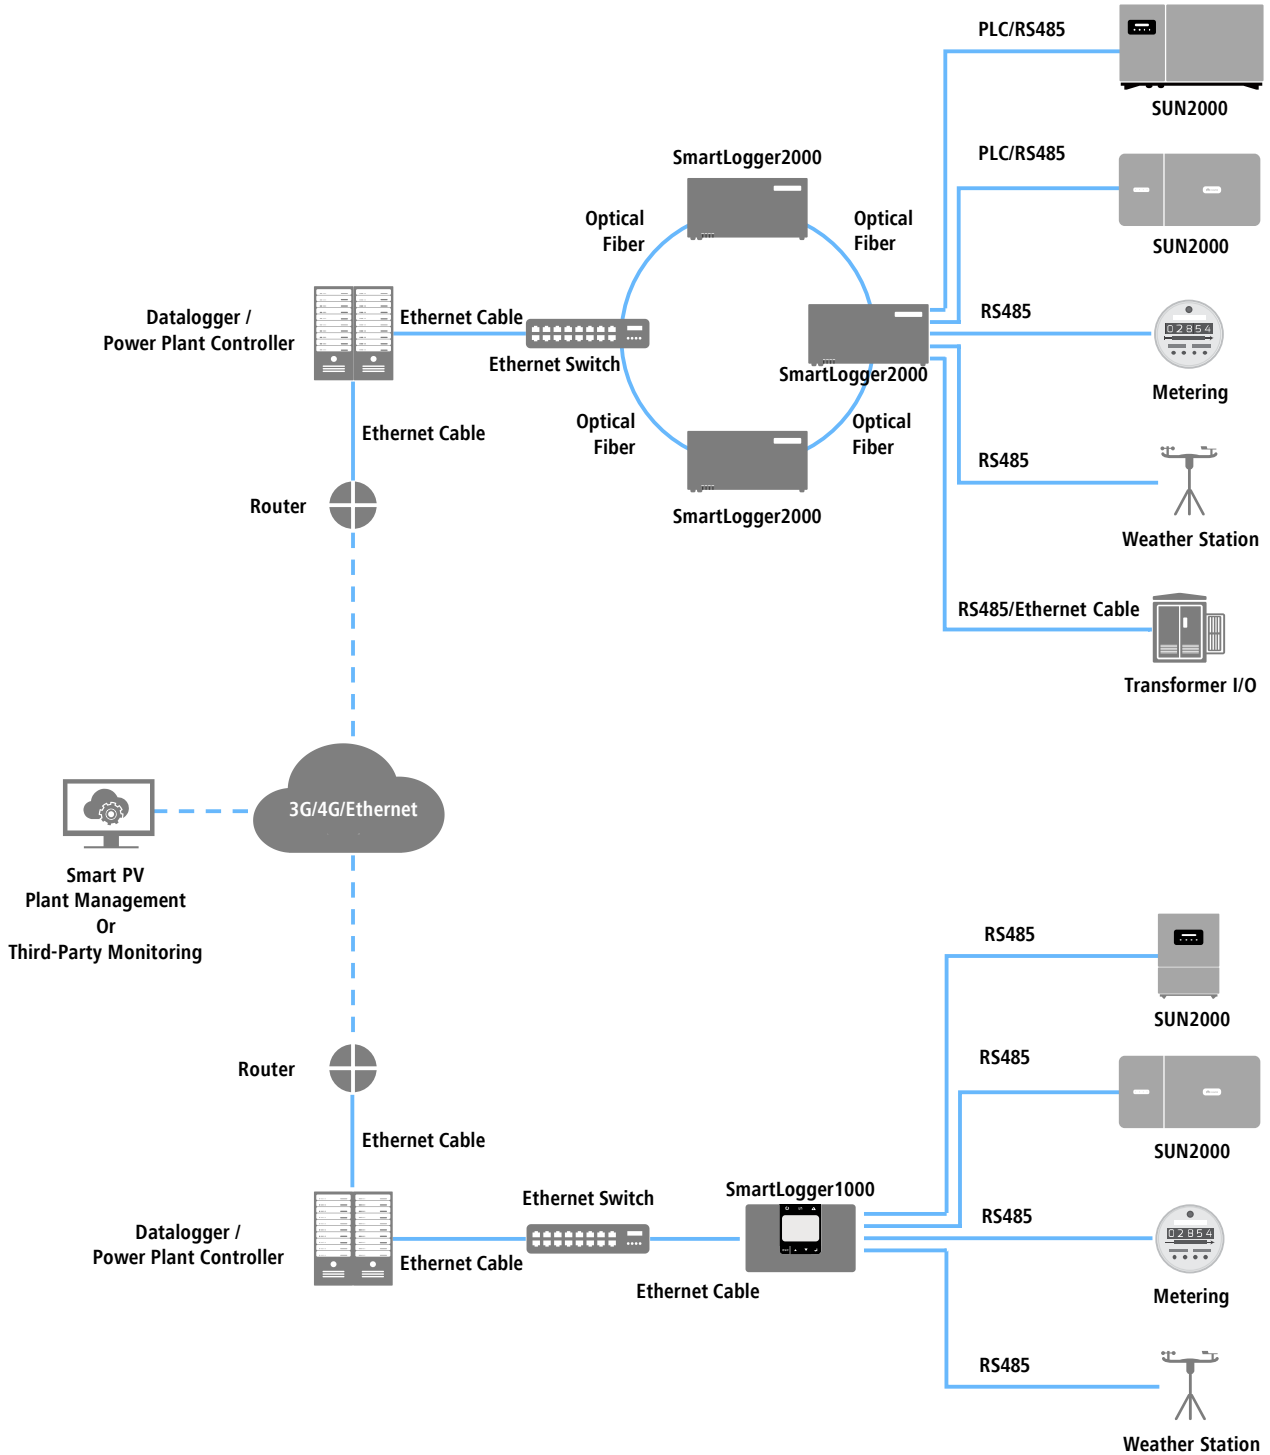 PLC/RS485
SUN2000
SmartLogger2000
PLC/RS485
Optical
Fiber
Optical
Fiber
SUN2000
Datalogger /
Power Plant Controller
Ethernet Cable
Ethernet Switch
SmartLogger2000
RS485
02854
Metering
Ethernet Cable
Optical
Fiber
Optical
Fiber
RS485
Router
SmartLogger2000
Weather Station
RS485/Ethernet Cable
Transformer I/O
3G/4G/Ethernet
Smart PV
Plant Management
Or
Third-Party Monitoring
RS485
SUN2000
Router
RS485
Ethernet Cable
SUN2000
Datalogger /
Power Plant Controller
Ethernet Cable
Ethernet Switch
SmartLogger1000
Ethernet Cable
RS485
02854
Metering
RS485
Weather Station